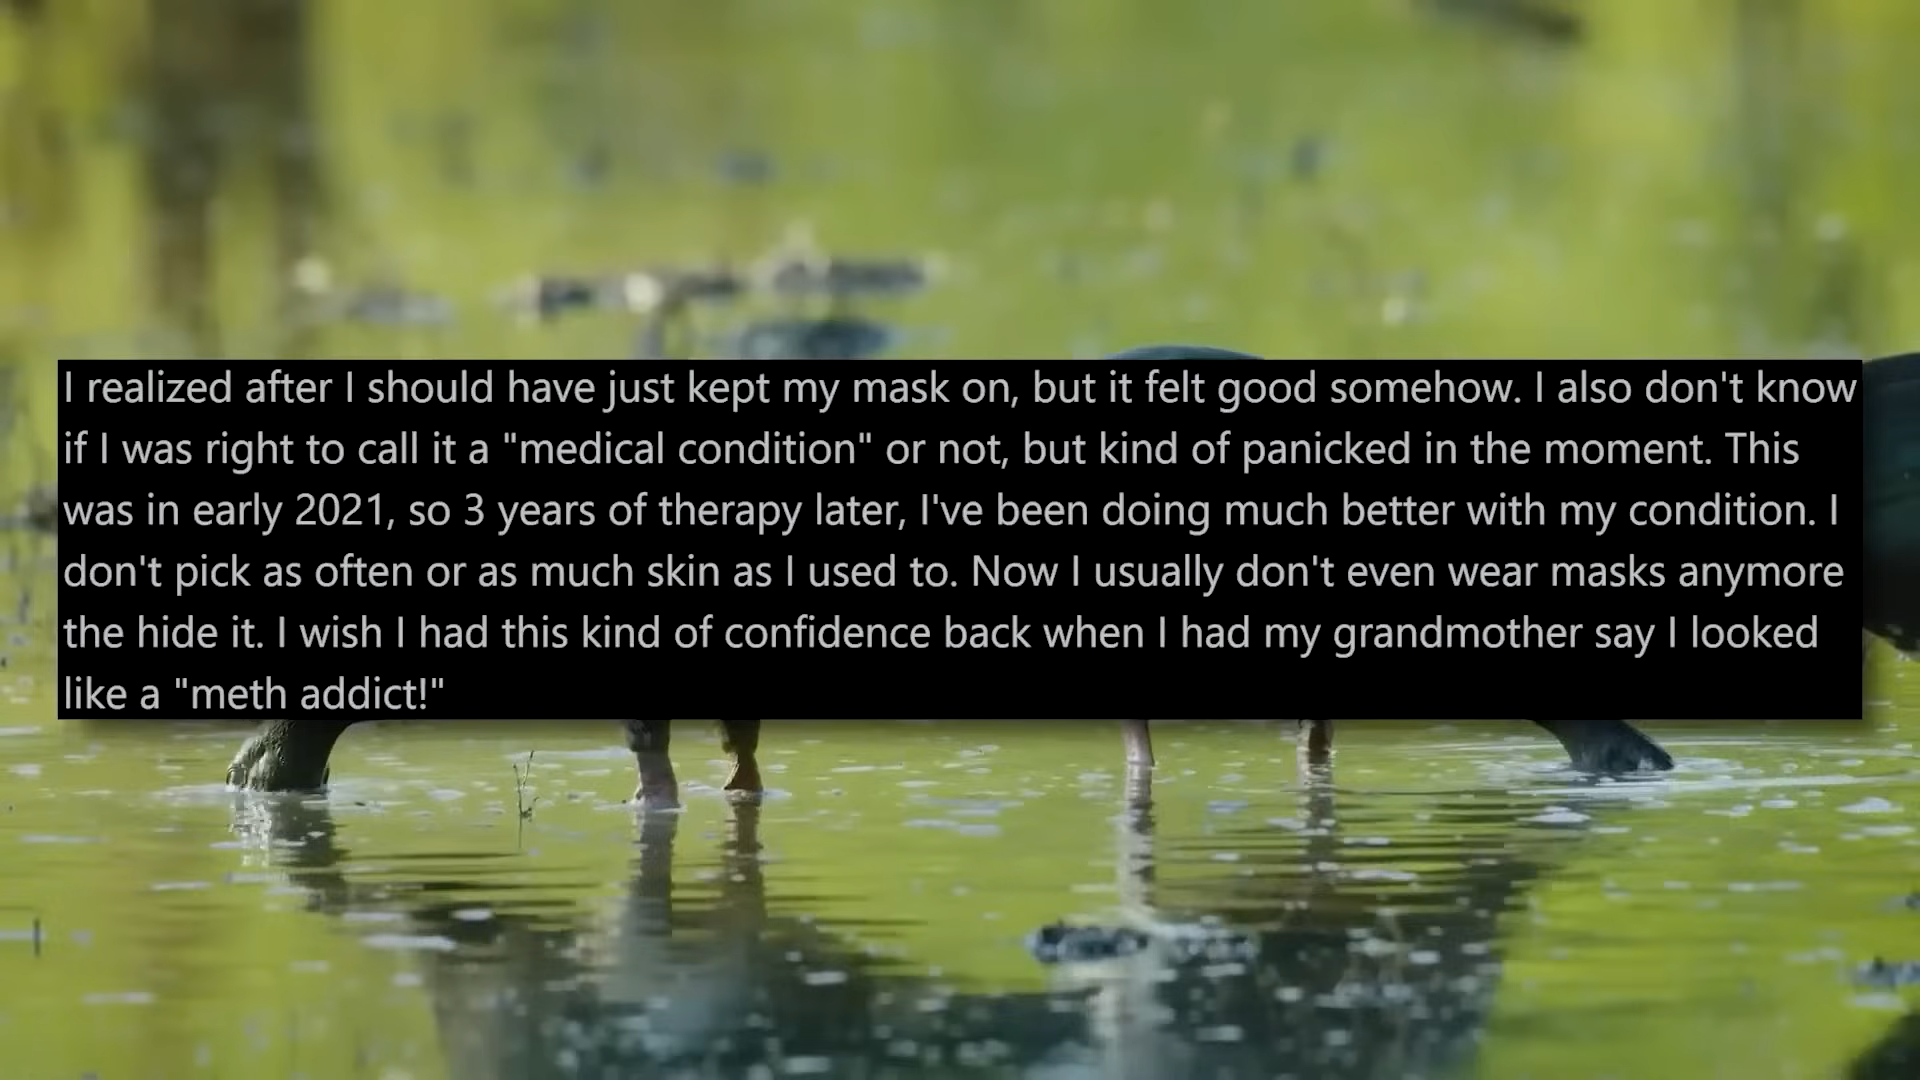 I realized after I should have just kept my mask on, but it felt good somehow. I also don't know
if I was right to call it a "medical condition" or not, but kind of panicked in the moment. This
was in early 2021, so 3 years of therapy later, I've been doing much better with my condition. I
don't pick as often or as much skin as I used to. Now I usually don't even wear masks anymore
the hide it. I wish I had this kind of confidence back when I had my grandmother say I looked
like a "meth addict!"